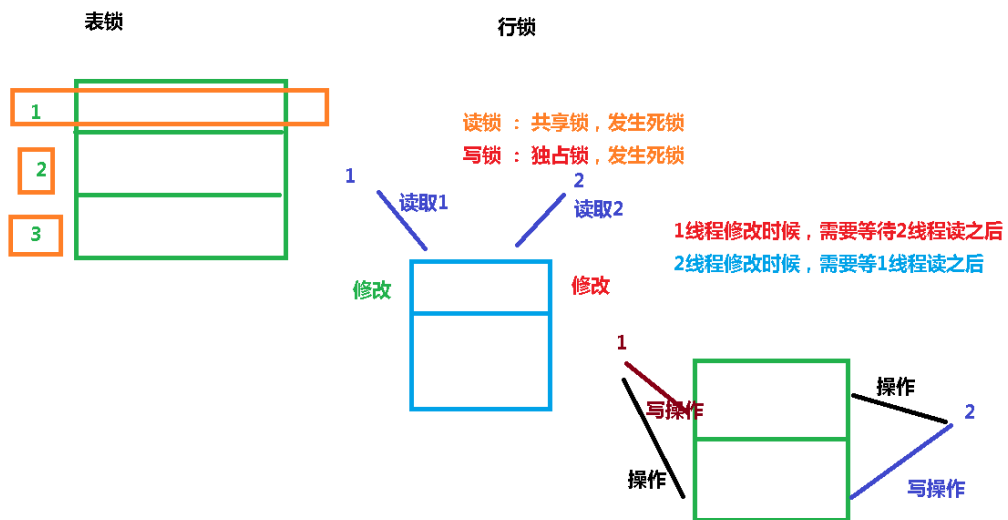 表锁
行锁
1
2
3
读锁 : 共享锁，发生死锁
写锁 : 独占锁，发生死锁
1
读取1
2
读取2
修改
修改
1线程修改时候，需要等待2线程读之后
2线程修改时候，需要等1线程读之后
1
写操作
操作
操作
2
写操作